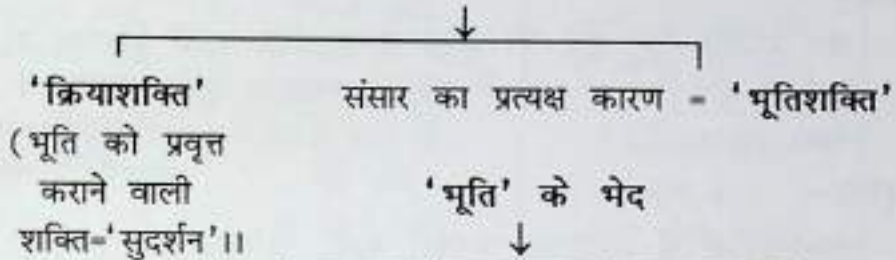 'क्रियाशक्ति' संसार का प्रत्यक्ष कारण = 'भूतिशक्ति'
(भूति को प्रवृत्त
कराने वाली 'भूति' के भेद
शक्ति='सुदर्शन'।।